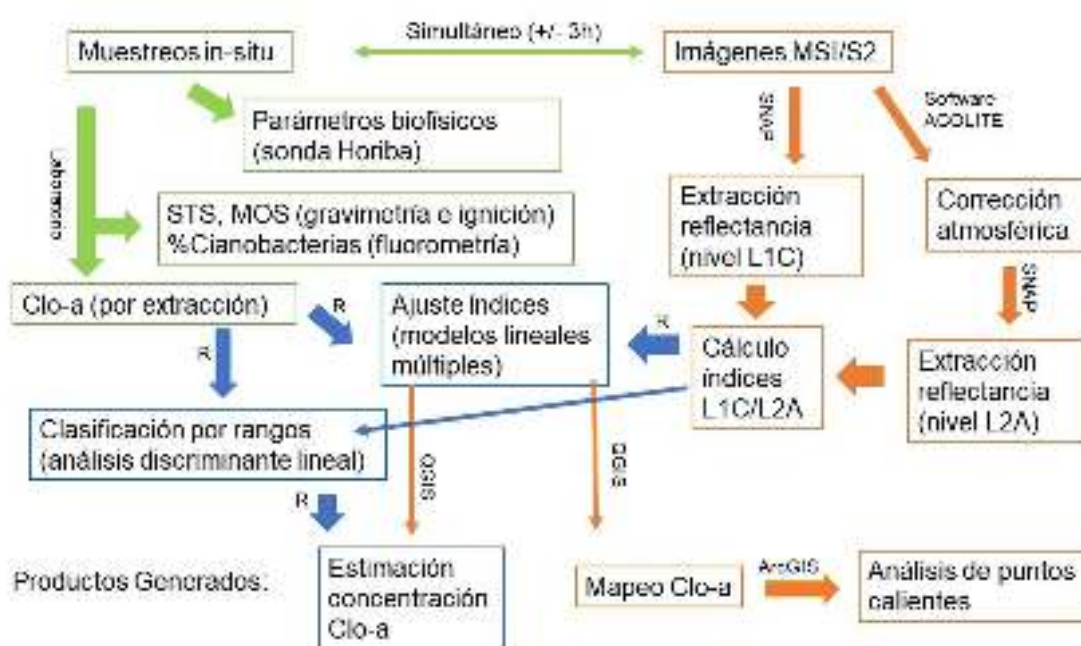 Simultáneo (+/- 3h)
Muestreos in-situ
Imágenes MSI/S2
SNAP
Software
ACOLITE
Parámetros biofísicos
(sonda Horiba)
Laboratorio
STS, MOS (gravimetría e ignición)
%Cianobacterias (fluorometría)
Extracción
reflectancia
(nivel L1C)
Corrección
atmosférica
SNAP
Clo-a (por extracción)
R
Ajuste índices
(modelos lineales
múltiples)
R
Cálculo
índices
L1C/L2A
Extracción
reflectancia
(nivel L2A)
R
Clasificación por rangos
(análisis discriminante lineal)
QGIS
QGIS
R
Productos Generados:
Estimación
concentración
Clo-a
Mapeo Clo-a
ArcGIS
Análisis de puntos
calientes